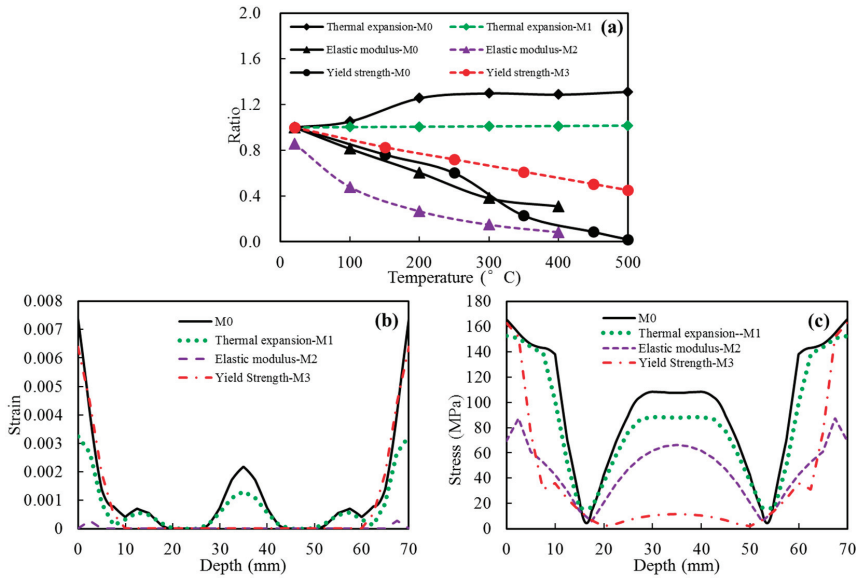 2.0
1.6
1.2
0.8
0.4
0.0
Ratio
Thermal expansion-M0
Thermal expansion-M1
(a)
Elastic modulus-M0
Elastic modulus-M2
Yield strength-M0
Yield strength-M3
0 100 200 300 400 500
Temperature (° C)
0.008
0.007
0.006
0.005
0.004
0.003
0.002
0.001
0
Strain
(b)
M0
Thermal expansion-M1
Elastic modulus-M2
Yield Strength-M3
0 10 20 30 40 50 60 70
Depth (mm)
180
160
140
120
100
80
60
40
20
0
Stress (MPa)
(c)
M0
Thermal expansion--M1
Elastic modulus-M2
Yield Strength-M3
0 10 20 30 40 50 60 70
Depth (mm)